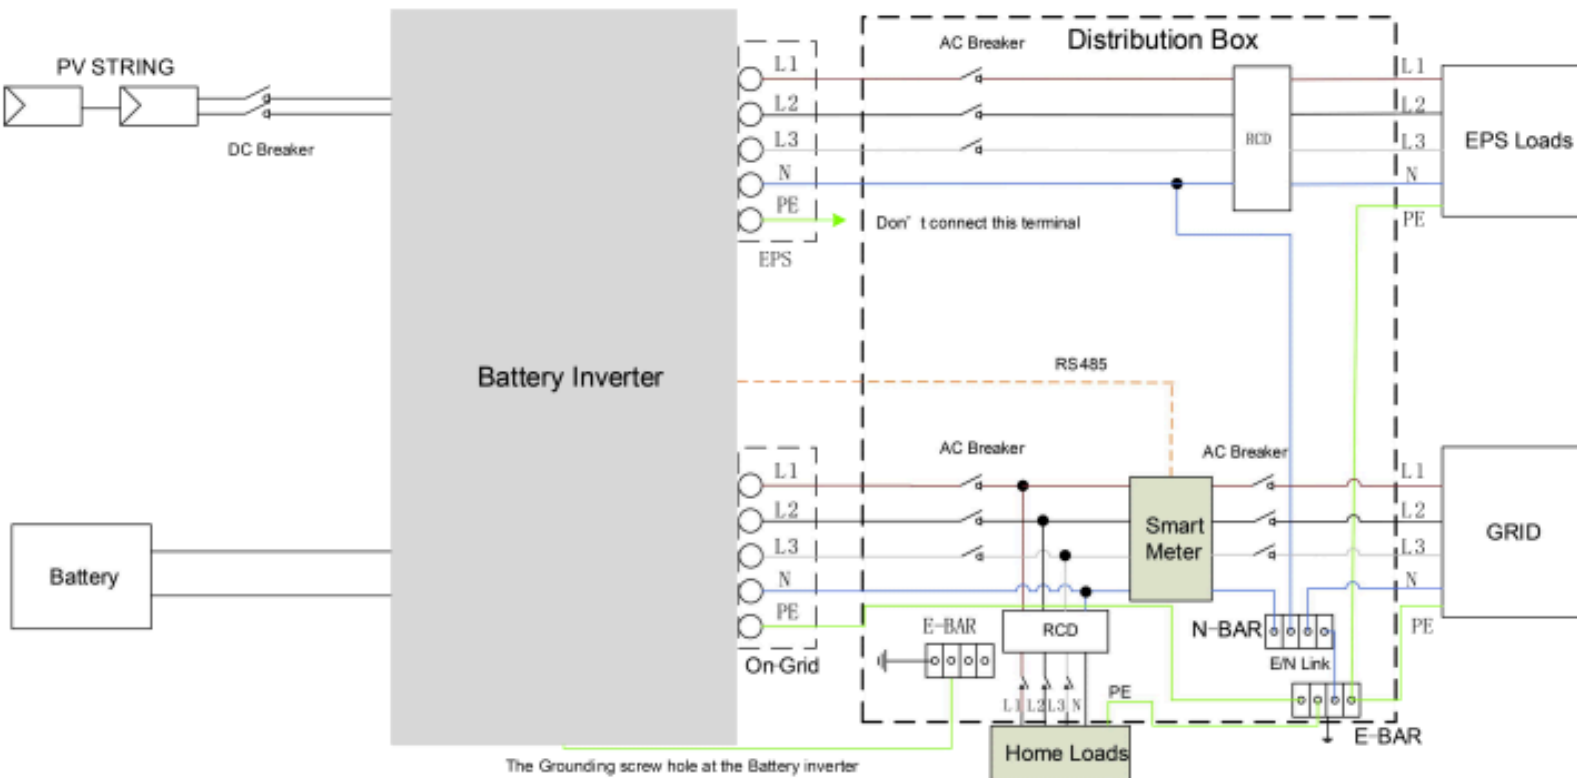 Distribution Box
AC Breaker
PV STRING
DC Breaker
L1
L2
L3
N
PE
EPS
Don't connect this terminal
RCD
L1
L2
L3
N
PE
EPS Loads
Battery Inverter
RS485
Battery
AC Breaker
AC Breaker
L1
L2
L3
N
PE
On-Grid
Smart
Meter
L1
L2
L3
N
PE
GRID
E-BAR
RCD
N-BAR
E/N Link
L1
L2
L3
N
PE
E-BAR
Home Loads
The Grounding screw hole at the Battery inverter